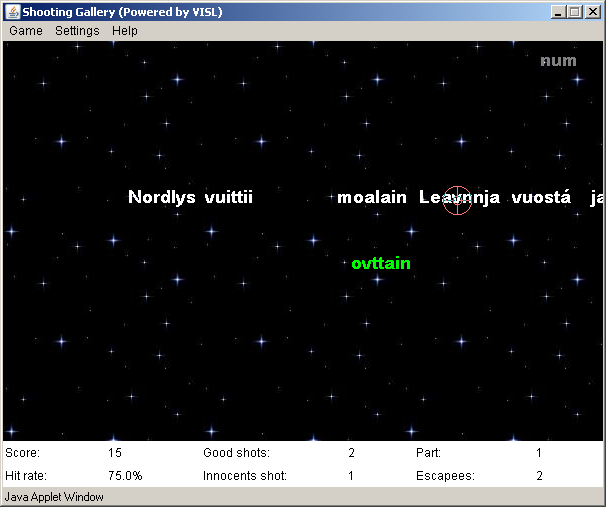 Shooting Gallery (Powered by VISL)
Game Settings Help
num
Nordlys vuittii moalain Leavnnja vuostá ja
ovttain
Score: 15 Good shots: 2 Part: 1
Hit rate: 75.0% Innocents shot: 1 Escapees: 2
Java Applet Window